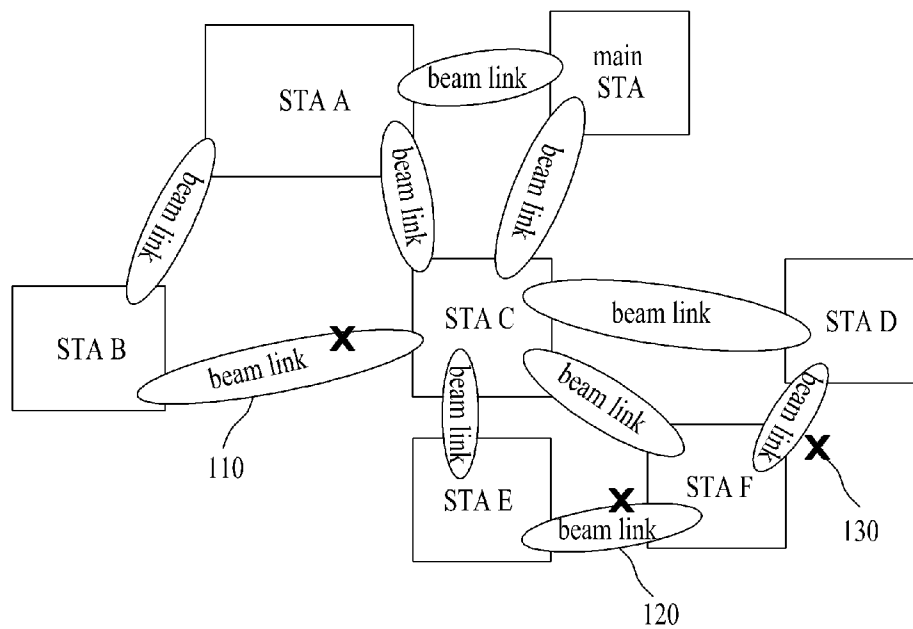 main
STA
beam link
STA A
beam link
beam link
beam link
STA B
STA C
beam link
STA D
beam link
X
beam link
beam link
beam link
X
110
STA E
X
STA F
beam link
130
120